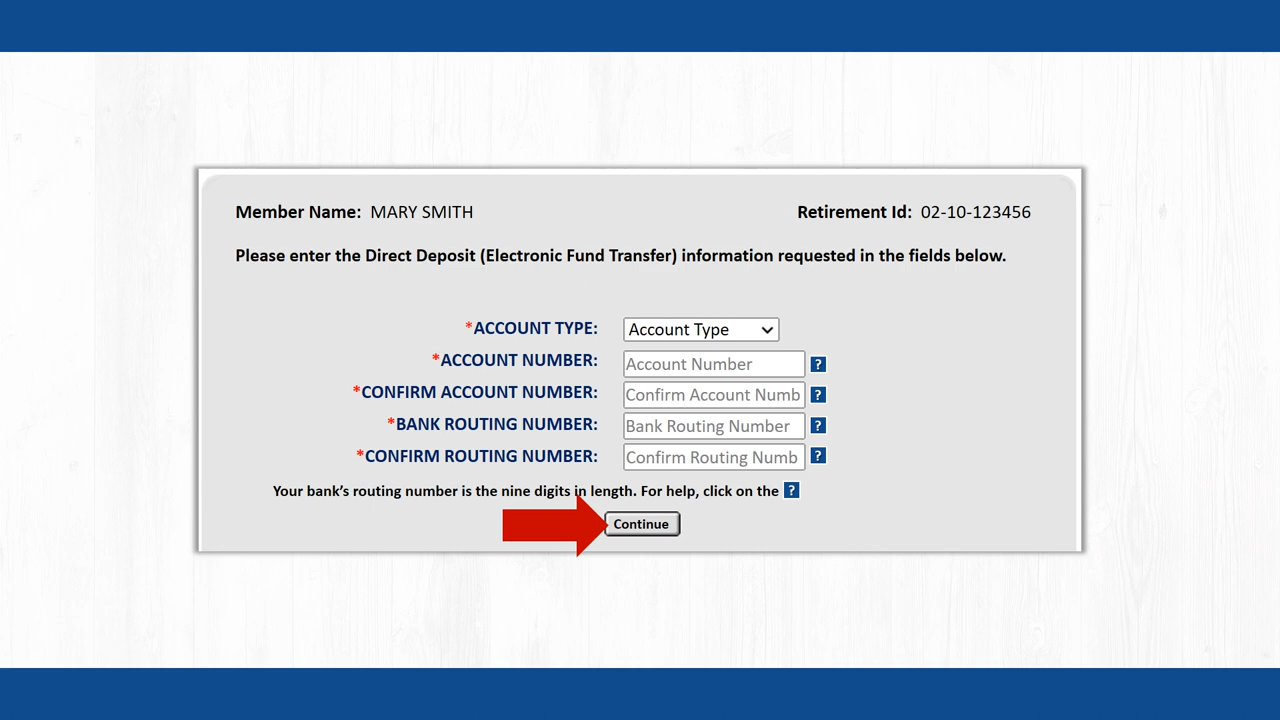 Member Name: MARY SMITH Retirement Id: 02-10-123456
Please enter the Direct Deposit (Electronic Fund Transfer) information requested in the fields below.
*ACCOUNT TYPE: Account Type
*ACCOUNT NUMBER: Account Number ?
*CONFIRM ACCOUNT NUMBER: Confirm Account Numb ?
*BANK ROUTING NUMBER: Bank Routing Number ?
*CONFIRM ROUTING NUMBER: Confirm Routing Numb ?
Your bank’s routing number is the nine digits in length. For help, click on the ?
Continue